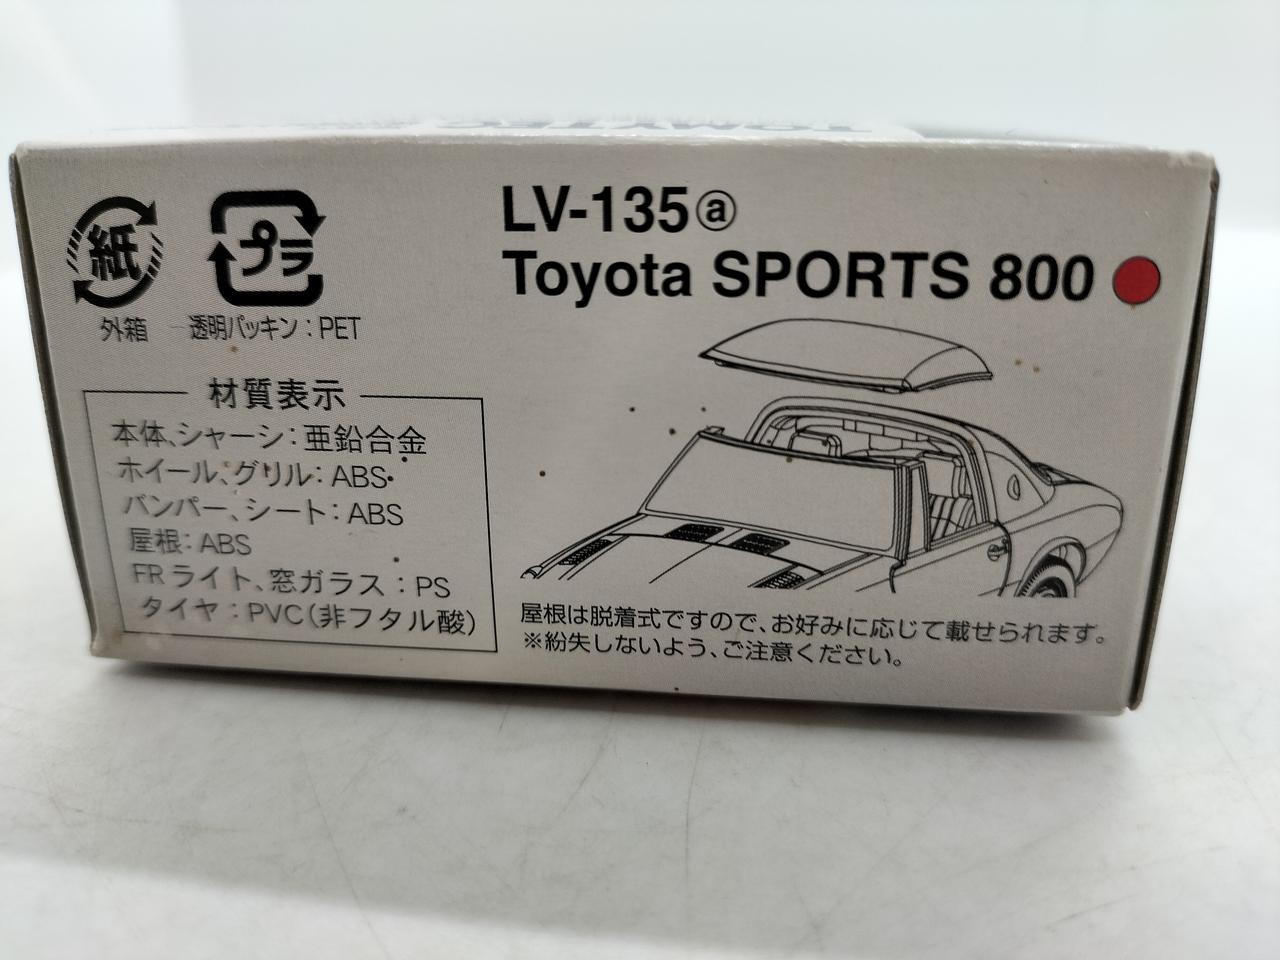 紙
プラ
外箱
透明パッキン：PET
材質表示
本体、シャーシ：亜鉛合金
ホイール、グリル：ABS
バンパー、シート：ABS
屋根：ABS
FRライト、窓ガラス：PS
タイヤ：PVC（非フタル酸）
LV-135ⓐ
Toyota SPORTS 800
屋根は脱着式ですので、お好みに応じて載せられます。
※紛失しないよう、ご注意ください。